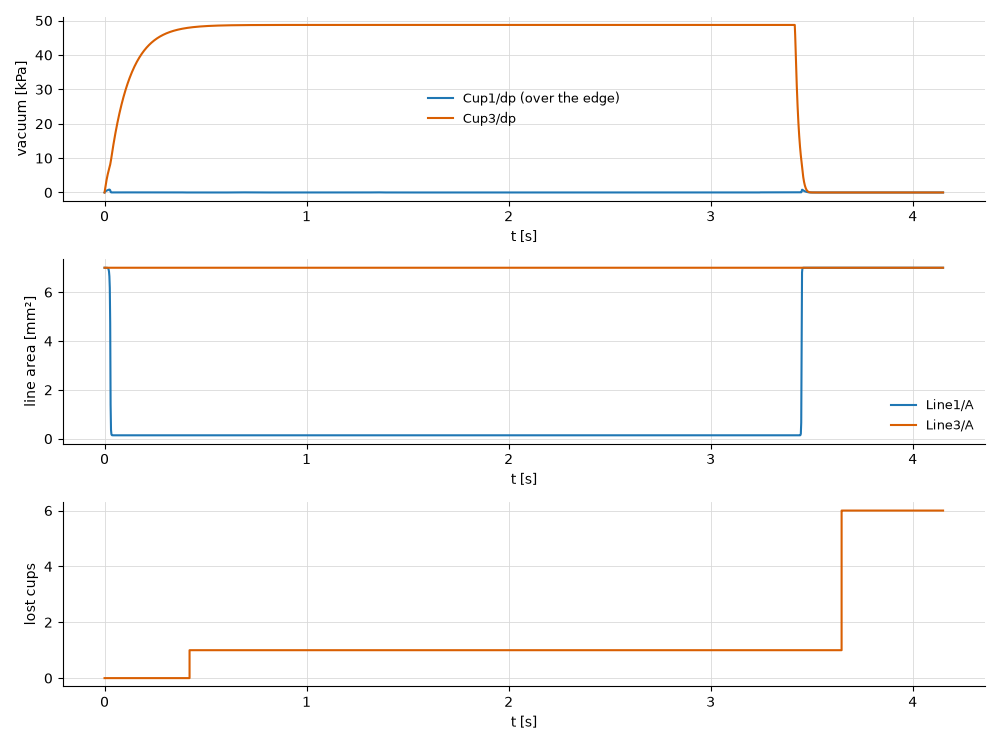 50
40
30
20
10
0
vacuum [kPa]
Cup1/dp (over the edge)
Cup3/dp
0 1 2 3 4
t [s]
6
4
2
0
line area [mm²]
Line1/A
Line3/A
0 1 2 3 4
t [s]
6
4
2
0
lost cups
0 1 2 3 4
t [s]